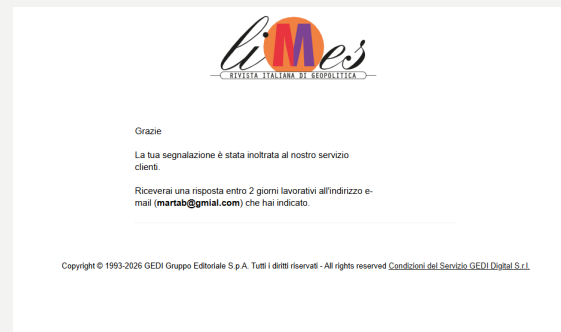 liMes
RIVISTA ITALIANA DI GEOPOLITICA
Grazie
La tua segnalazione è stata inoltrata al nostro servizio
clienti.
Riceverai una risposta entro 2 giorni lavorativi all'indirizzo e-
mail (martab@gmial.com) che hai indicato.
Copyright © 1993-2026 GEDI Gruppo Editoriale S.p.A. Tutti i diritti riservati - All rights reserved Condizioni del Servizio GEDI Digital S.r.l.